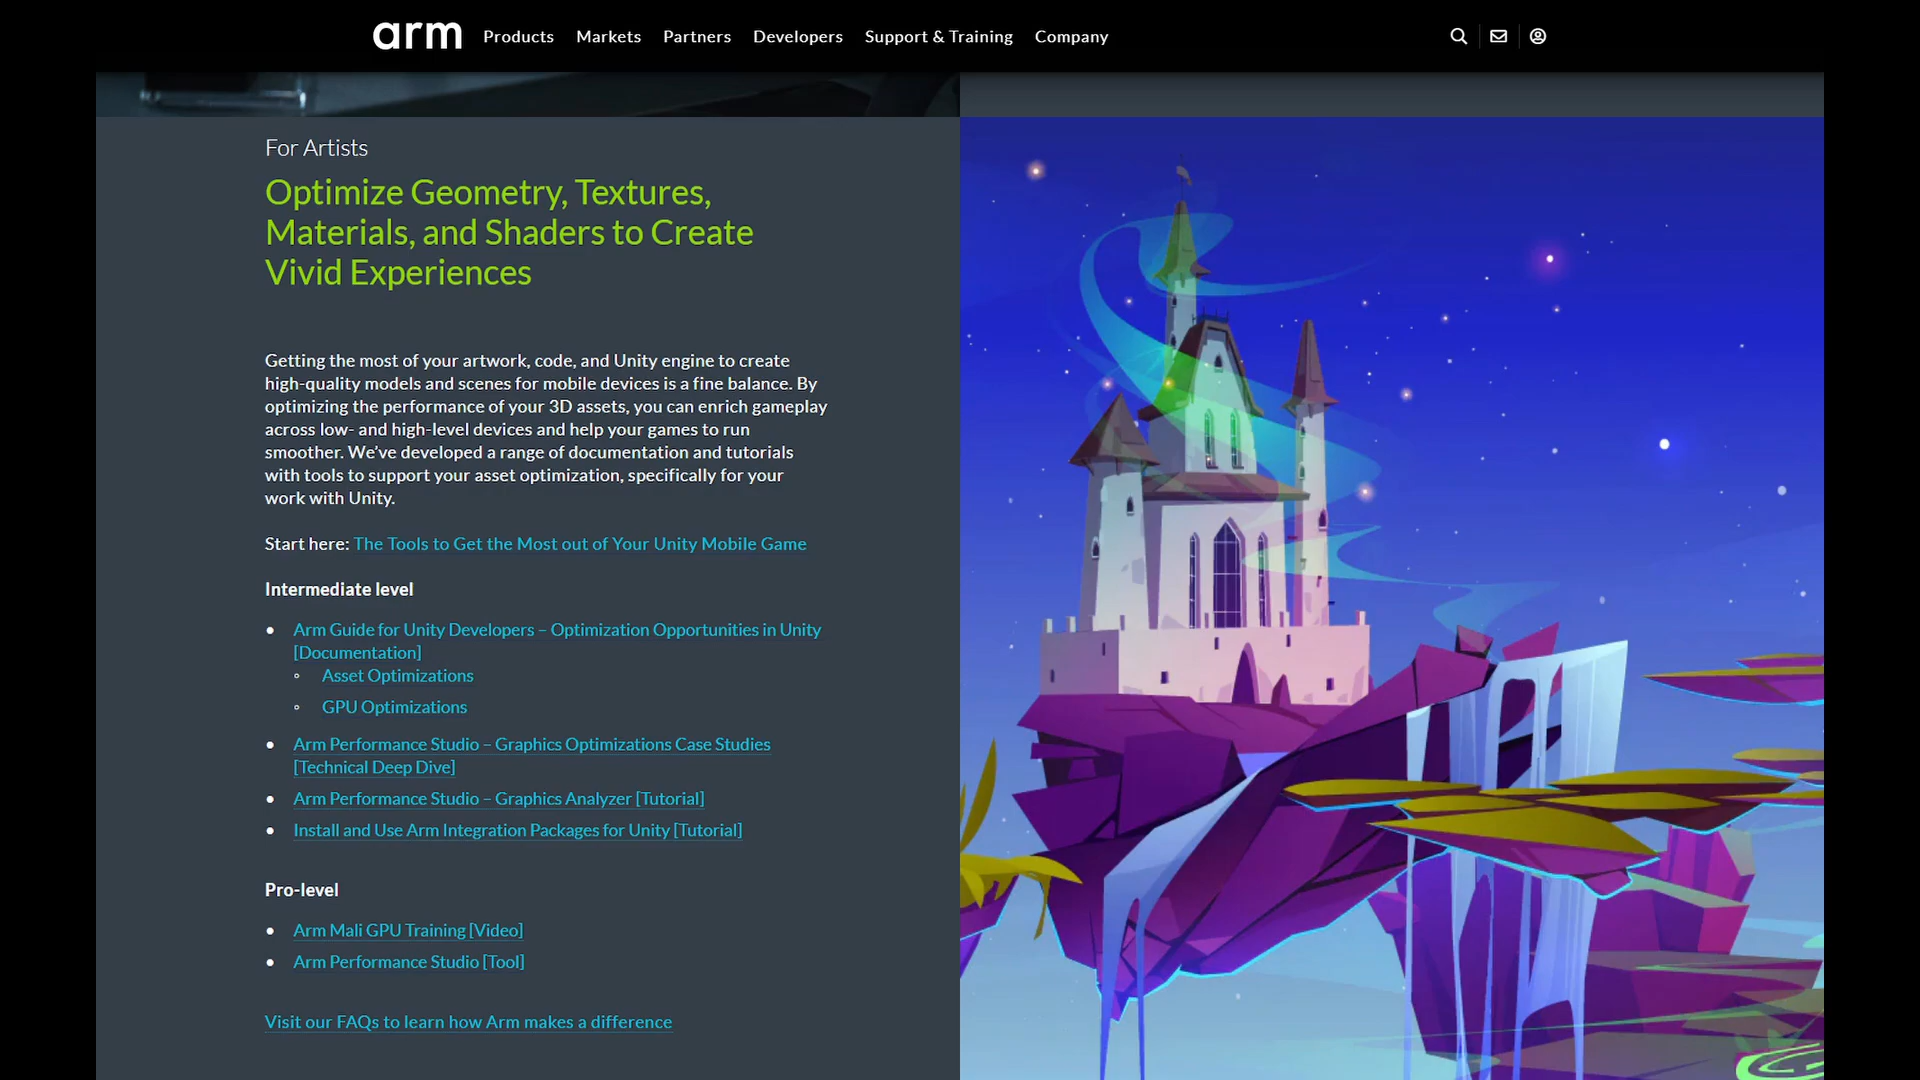 arm Products Markets Partners Developers Support & Training Company
For Artists
Optimize Geometry, Textures,
Materials, and Shaders to Create
Vivid Experiences
Getting the most of your artwork, code, and Unity engine to create
high-quality models and scenes for mobile devices is a fine balance. By
optimizing the performance of your 3D assets, you can enrich gameplay
across low- and high-level devices and help your games to run
smoother. We've developed a range of documentation and tutorials
with tools to support your asset optimization, specifically for your
work with Unity.
Start here: The Tools to Get the Most out of Your Unity Mobile Game
Intermediate level
Arm Guide for Unity Developers – Optimization Opportunities in Unity
[Documentation]
Asset Optimizations
GPU Optimizations
Arm Performance Studio – Graphics Optimizations Case Studies
[Technical Deep Dive]
Arm Performance Studio – Graphics Analyzer [Tutorial]
Install and Use Arm Integration Packages for Unity [Tutorial]
Pro-level
Arm Mali GPU Training [Video]
Arm Performance Studio [Tool]
Visit our FAQs to learn how Arm makes a difference